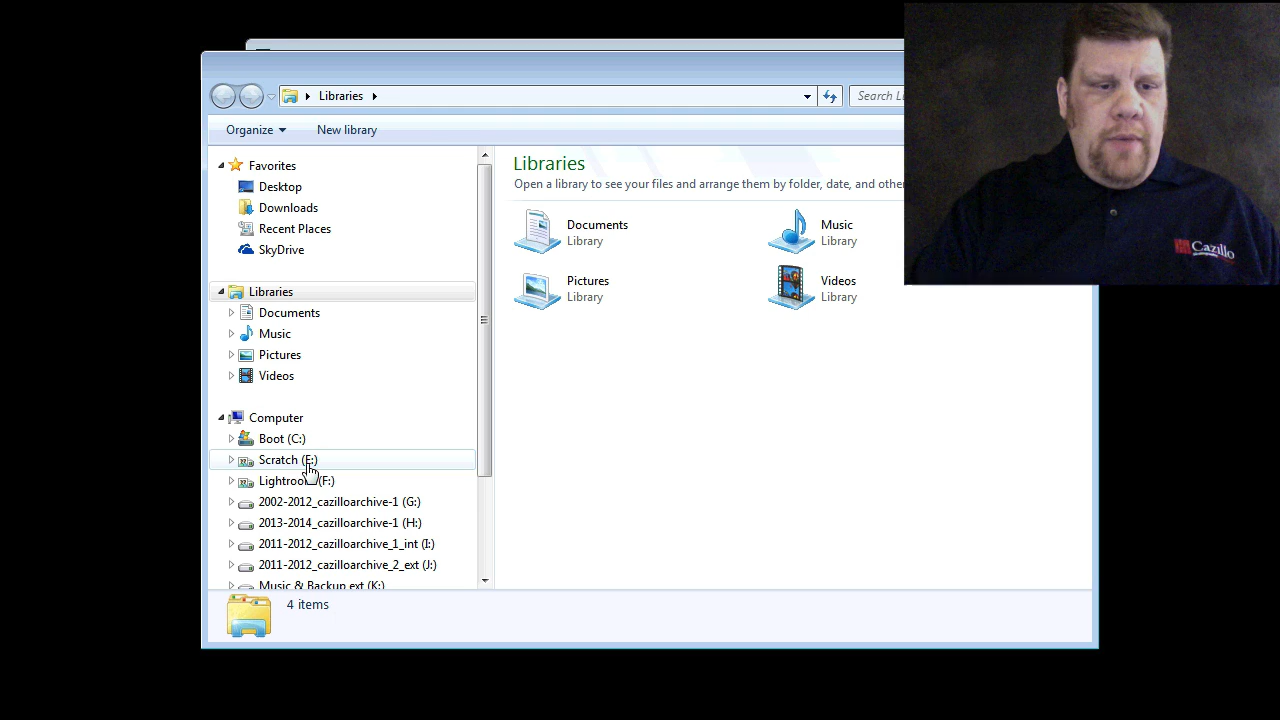 Libraries
Search Li
Organize
New library
Favorites
Desktop
Downloads
Recent Places
SkyDrive
Libraries
Documents
Music
Pictures
Videos
Computer
Boot (C:)
Scratch (E:)
(F:)
2002-2012_cazilloarchive-1 (G:)
2013-2014_cazilloarchive-1 (H:)
2011-2012_cazilloarchive_1_int (I:)
2011-2012_cazilloarchive_2_ext (J:)
Music & Backup ext (K:)
Libraries
Open a library to see your files and arrange them by folder, date, and other
Documents
Library
Music
Library
Pictures
Library
Videos
Library
4 items
Cazillo